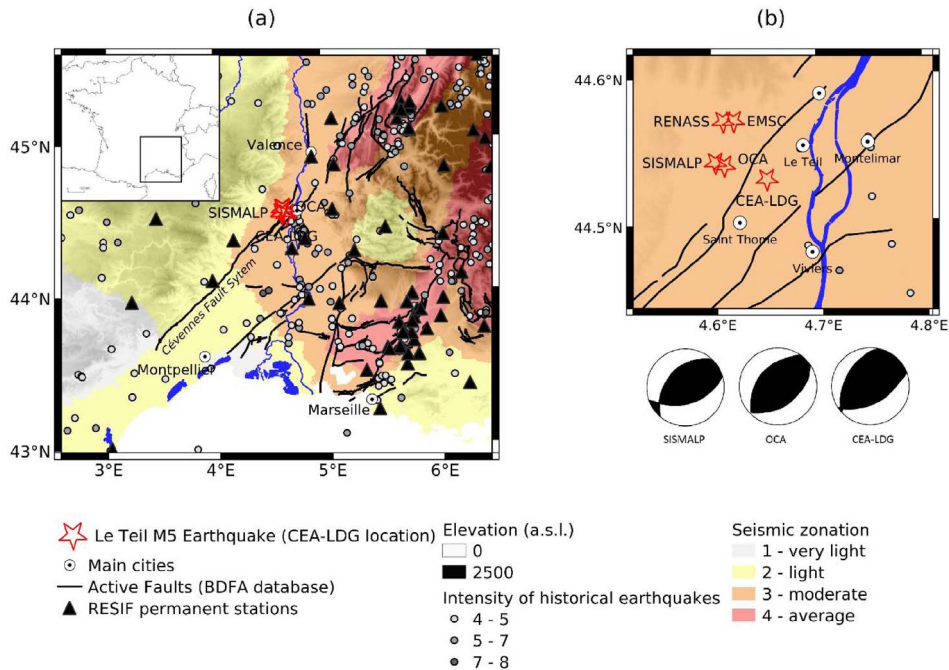 (a)
(b)
Valence
SISMALP
OCA
CEA-LDG
Cévennes Fault Sytem
Montpellier
Marseille
45°N
44°N
43°N
3°E
4°E
5°E
6°E
RENASS
EMSC
SISMALP
OCA
CEA-LDG
Le Teil
Montelimar
Saint Thome
Viviers
44.6°N
44.5°N
4.6°E
4.7°E
4.8°E
SISMALP
OCA
CEA-LDG
Le Teil M5 Earthquake (CEA-LDG location)
Main cities
Active Faults (BDFA database)
RESIF permanent stations
Elevation (a.s.l.)
0
2500
Intensity of historical earthquakes
4 - 5
5 - 7
7 - 8
Seismic zonation
1 - very light
2 - light
3 - moderate
4 - average